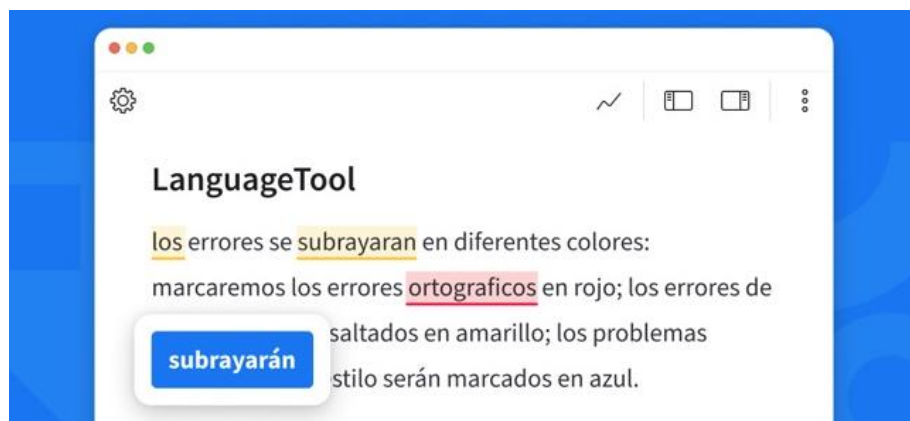 LanguageTool
los errores se subrayaran en diferentes colores:
marcaremos los errores ortograficos en rojo; los errores de
saltados en amarillo; los problemas
subrayarán
stilo serán marcados en azul.